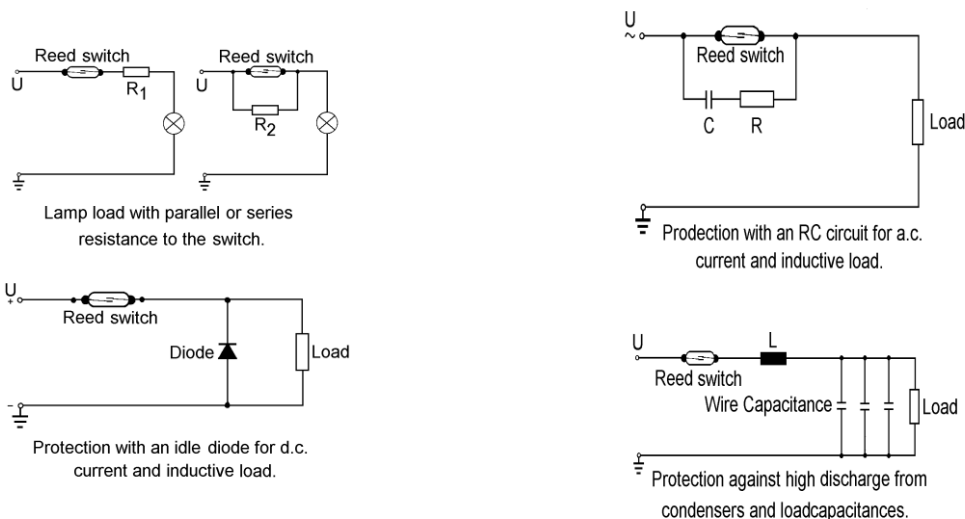 Reed switch
U
R1
Reed switch
U
R2
Lamp load with parallel or series
resistance to the switch.
U
+
Reed switch
Diode
Load
-
Protection with an idle diode for d.c.
current and inductive load.
U
~
Reed switch
C
R
Load
Prodection with an RC circuit for a.c.
current and inductive load.
U
L
Reed switch
Wire Capacitance
Load
Protection against high discharge from
condensers and loadcapacitances.